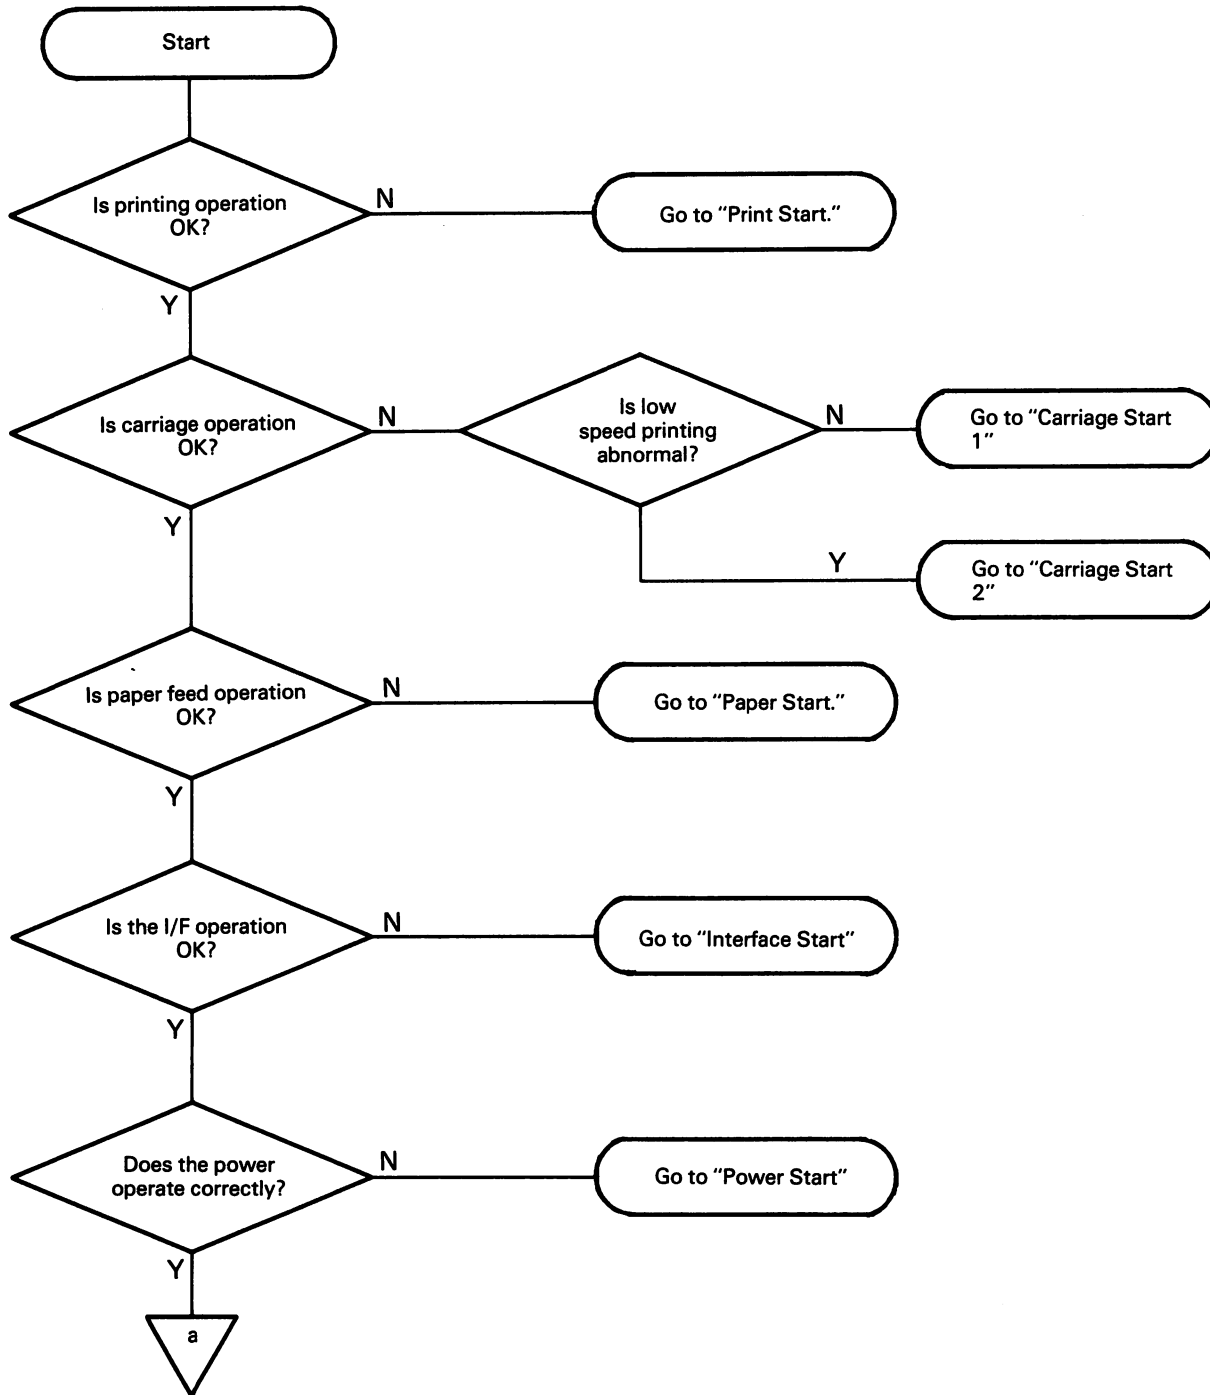 Start
Is printing operation
OK?
N
Go to “Print Start.”
Y
Is carriage operation
OK?
N
Is low
speed printing
abnormal?
N
Go to “Carriage Start
1”
Y
Y
Go to “Carriage Start
2”
Is paper feed operation
OK?
N
Go to “Paper Start.”
Y
Is the I/F operation
OK?
N
Go to “Interface Start”
Y
Does the power
operate correctly?
N
Go to “Power Start”
Y
a